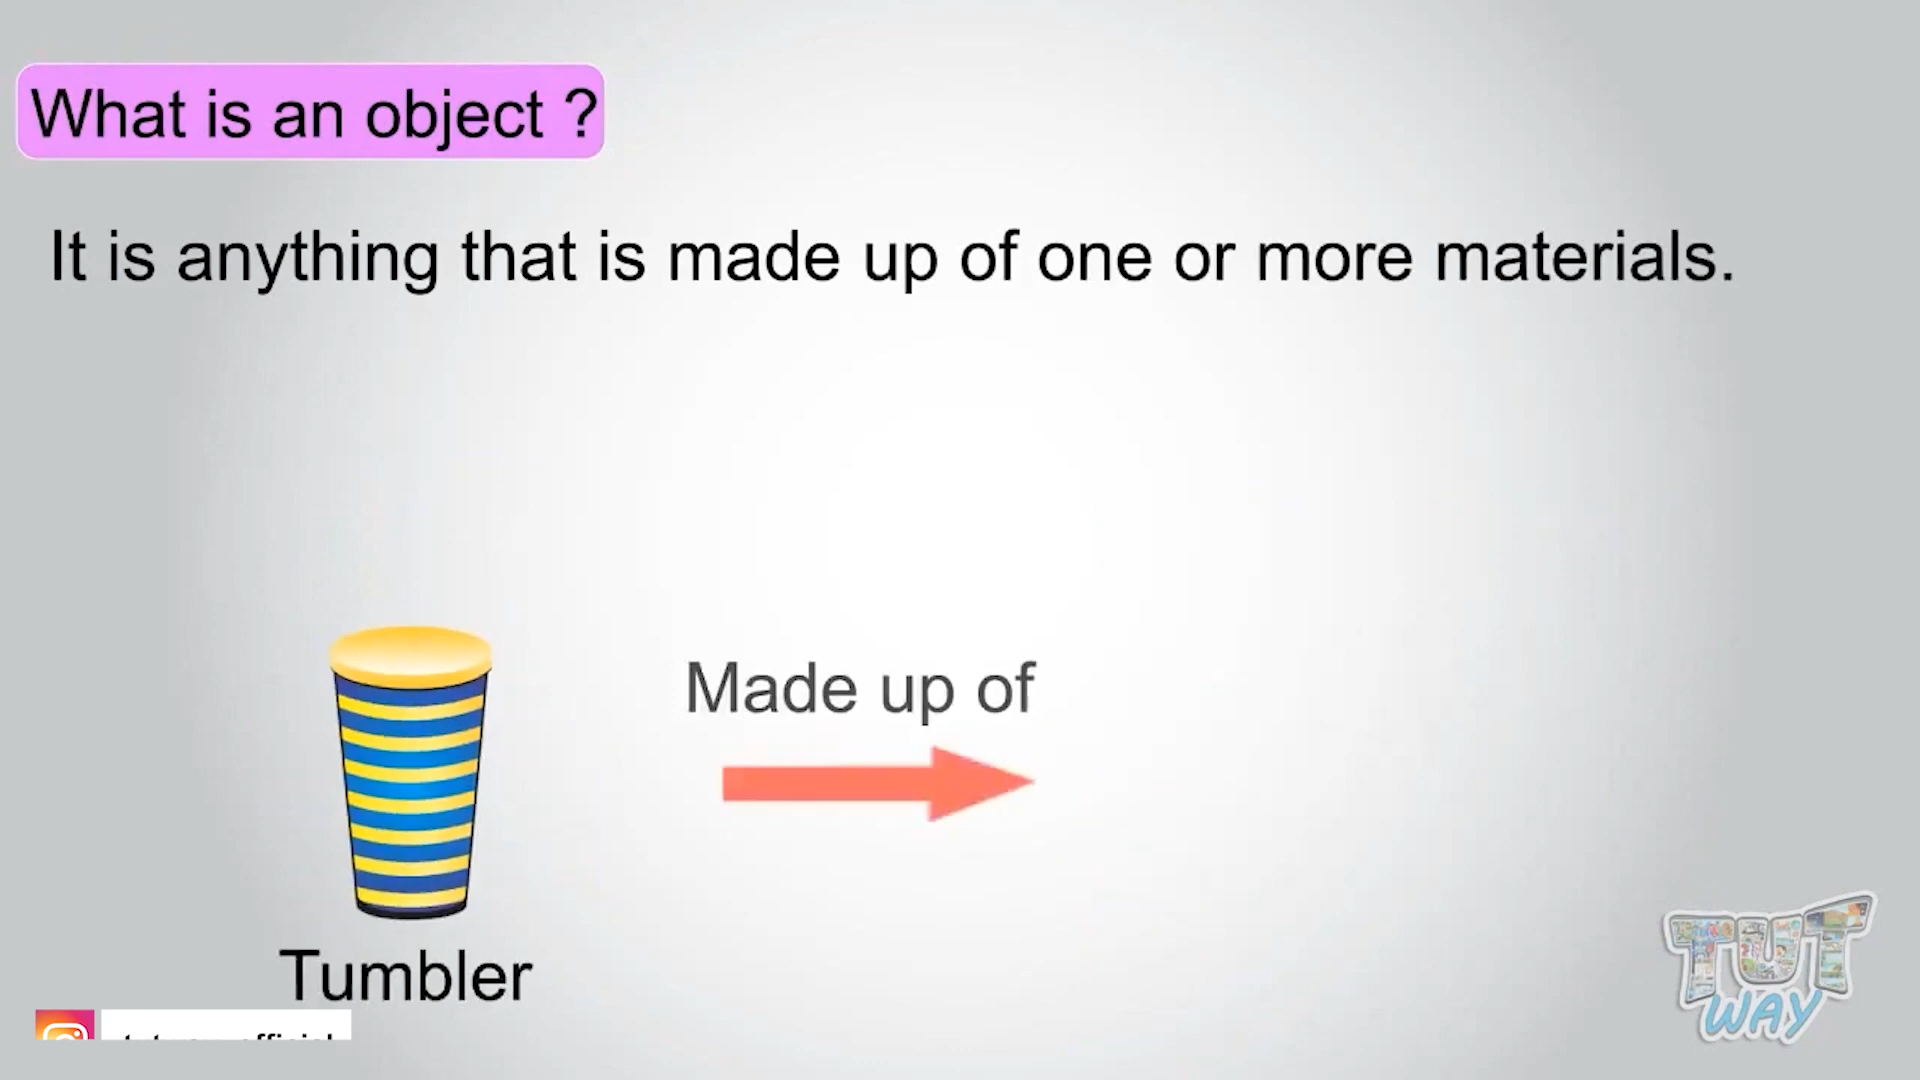 What is an object ?
It is anything that is made up of one or more materials.
Made up of
Tumbler
TUT
WAY